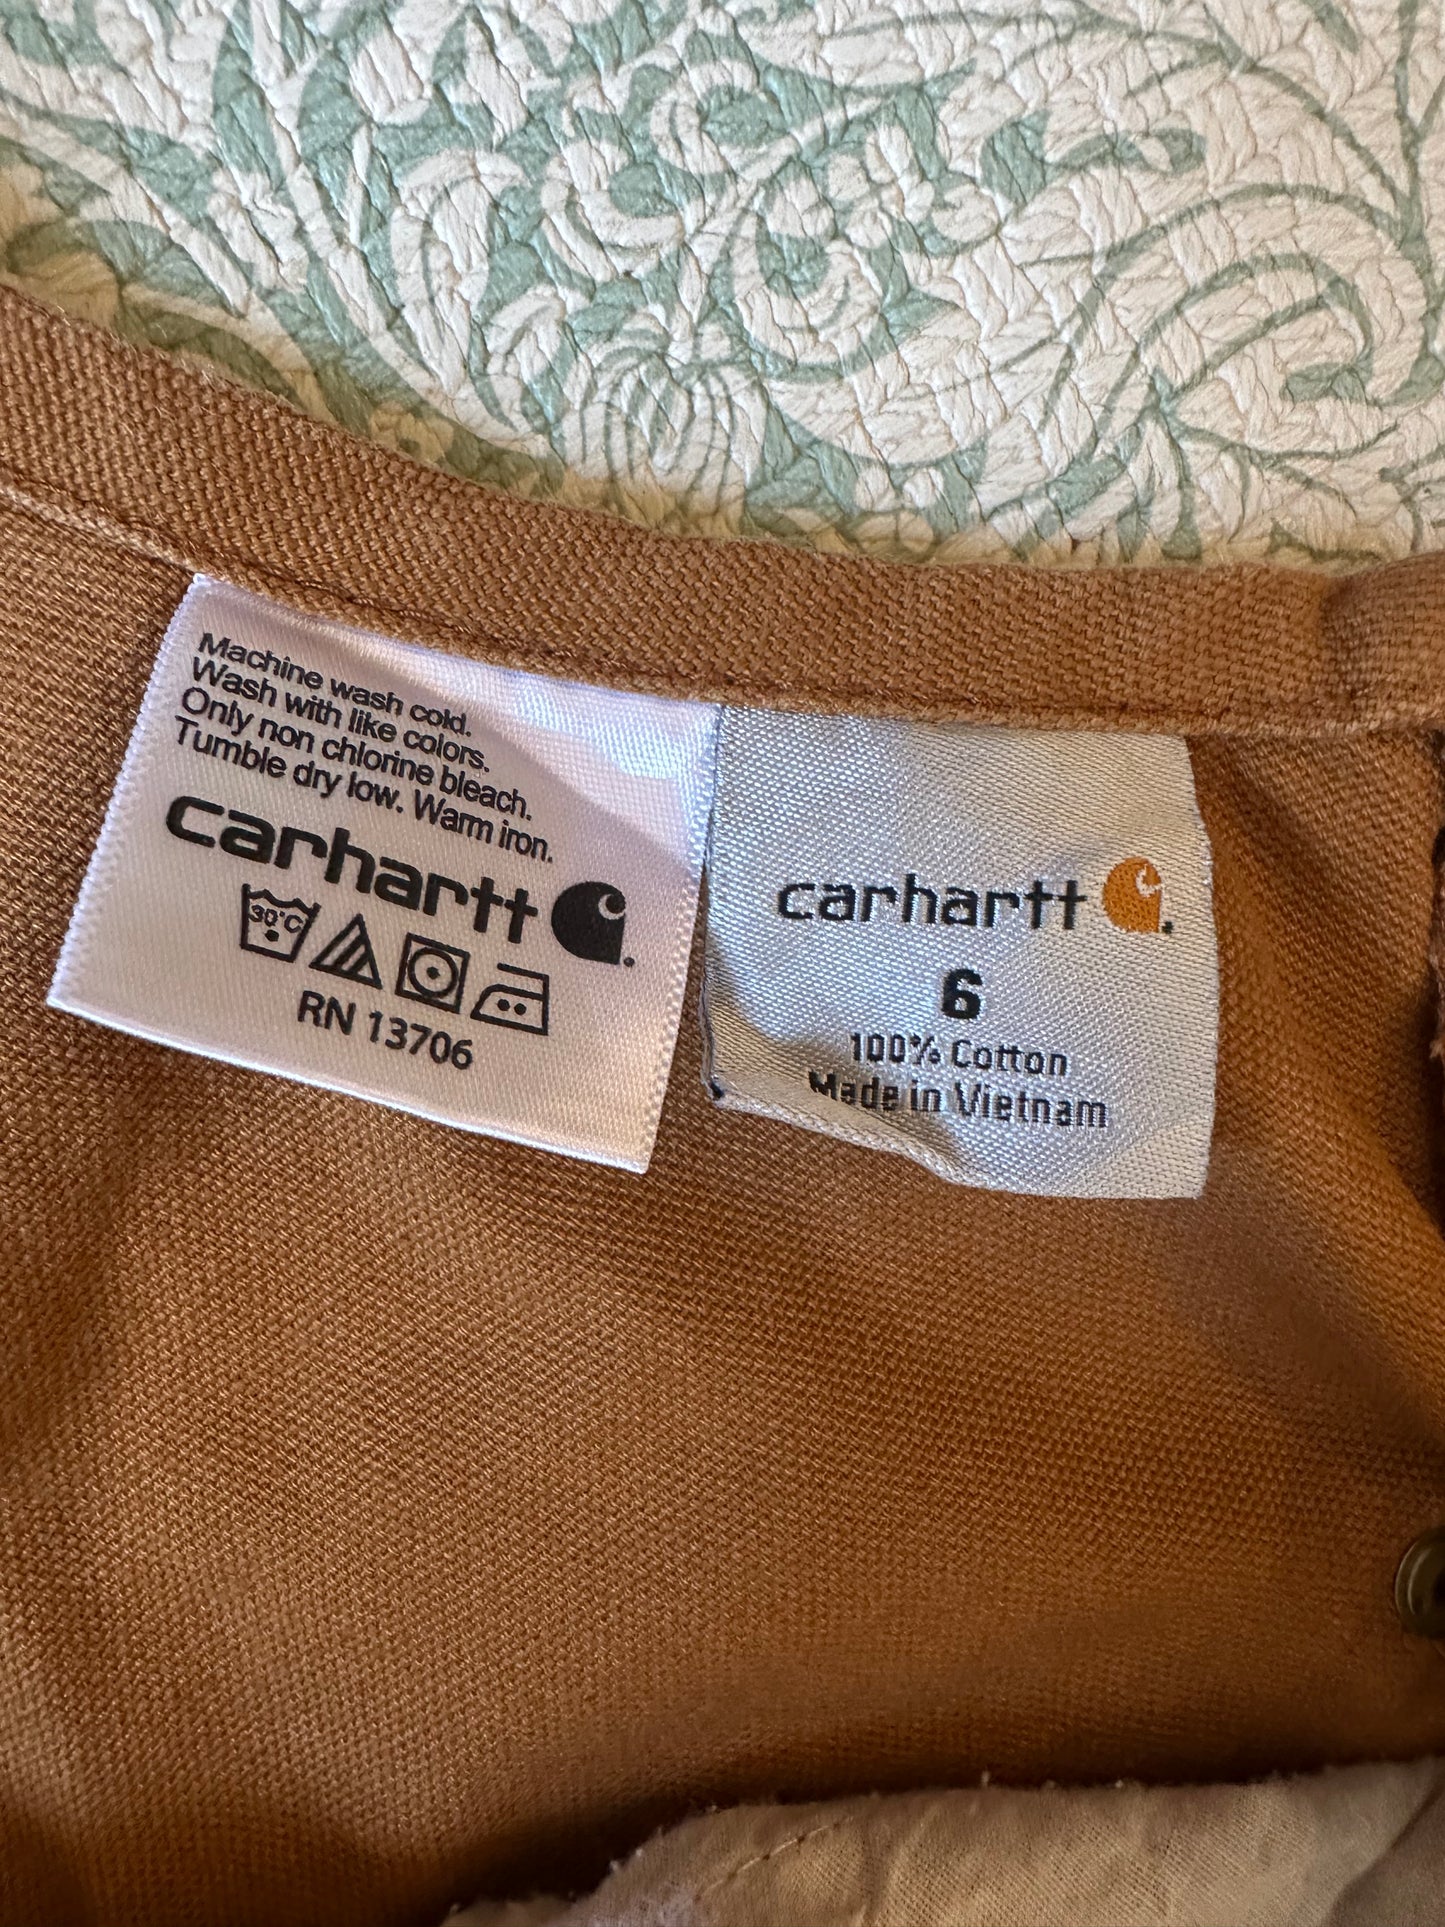 Machine wash cold.
Wash with like colors.
Only non chlorine bleach.
Tumble dry low. Warm iron.
carhartt
30°C
RN 13706
carhartt
6
100% Cotton
Made in Vietnam